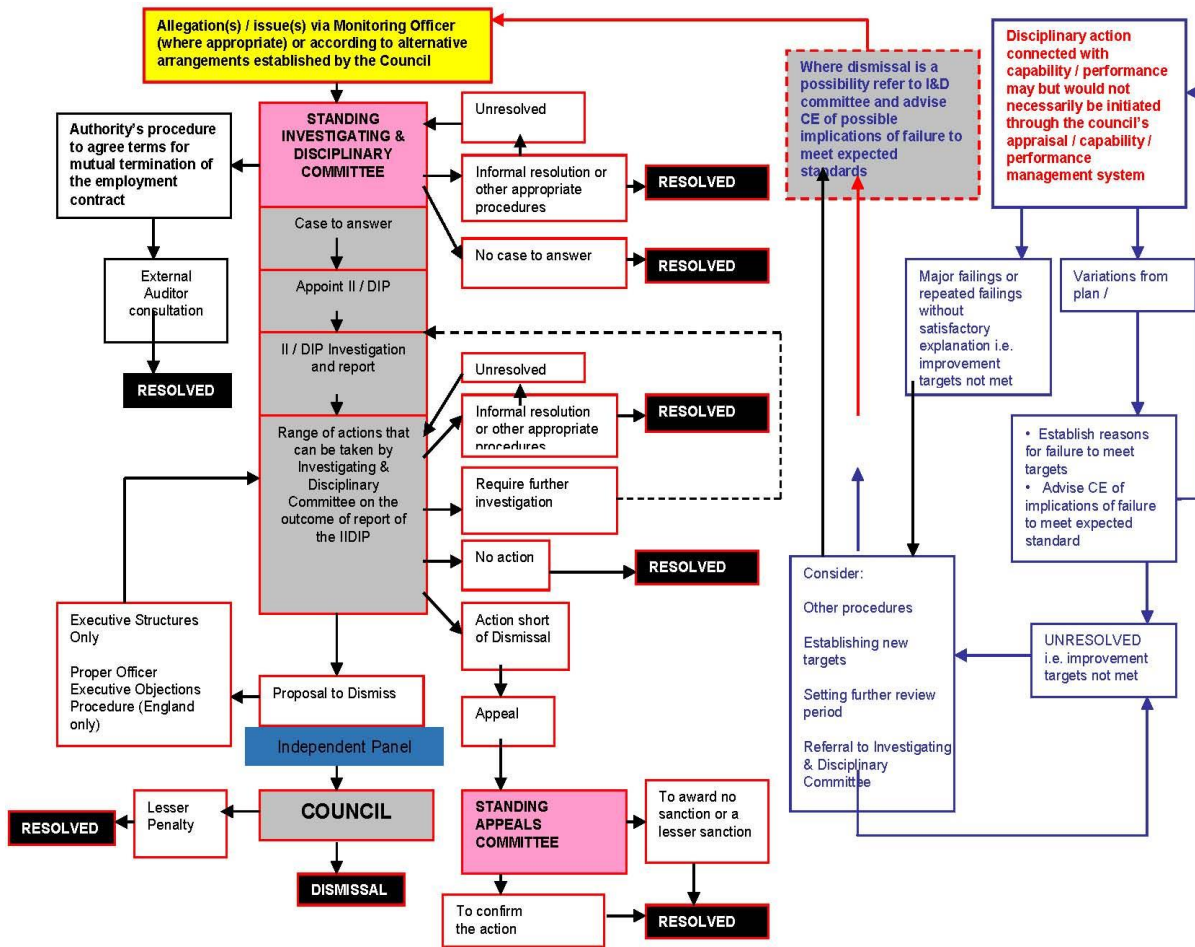 Allegation(s) / issue(s) via Monitoring Officer
(where appropriate) or according to alternative
arrangements established by the Council
STANDING
INVESTIGATING &
DISCIPLINARY
COMMITTEE
Authority's procedure
to agree terms for
mutual termination of
the employment
contract
External
Auditor
consultation
RESOLVED
Unresolved
Informal resolution or
other appropriate
procedures
RESOLVED
No case to answer
RESOLVED
Case to answer
Appoint II / DIP
II / DIP Investigation
and report
Range of actions that
can be taken by
Investigating &
Disciplinary
Committee on the
outcome of report of
the IIDIP
Unresolved
Informal resolution
or other appropriate
procedures
RESOLVED
Require further
investigation
No action
RESOLVED
Action short
of Dismissal
Appeal
STANDING
APPEALS
COMMITTEE
To award no
sanction or a
lesser sanction
To confirm
the action
RESOLVED
Executive Structures
Only
Proper Officer
Executive Objections
Procedure (England
only)
Proposal to Dismiss
Independent Panel
COUNCIL
Lesser
Penalty
RESOLVED
DISMISSAL
Where dismissal is a
possibility refer to I&D
committee and advise
CE of possible
implications of failure to
meet expected
standards
Disciplinary action
connected with
capability / performance
may but would not
necessarily be initiated
through the council's
appraisal / capability /
performance
management system
Major failings or
repeated failings
without
satisfactory
explanation i.e.
improvement
targets not met
Variations from
plan /
• Establish reasons
for failure to meet
targets
• Advise CE of
implications of failure
to meet expected
standard
UNRESOLVED
i.e. improvement
targets not met
Consider:
Other procedures
Establishing new
targets
Setting further review
period
Referral to Investigating
& Disciplinary
Committee